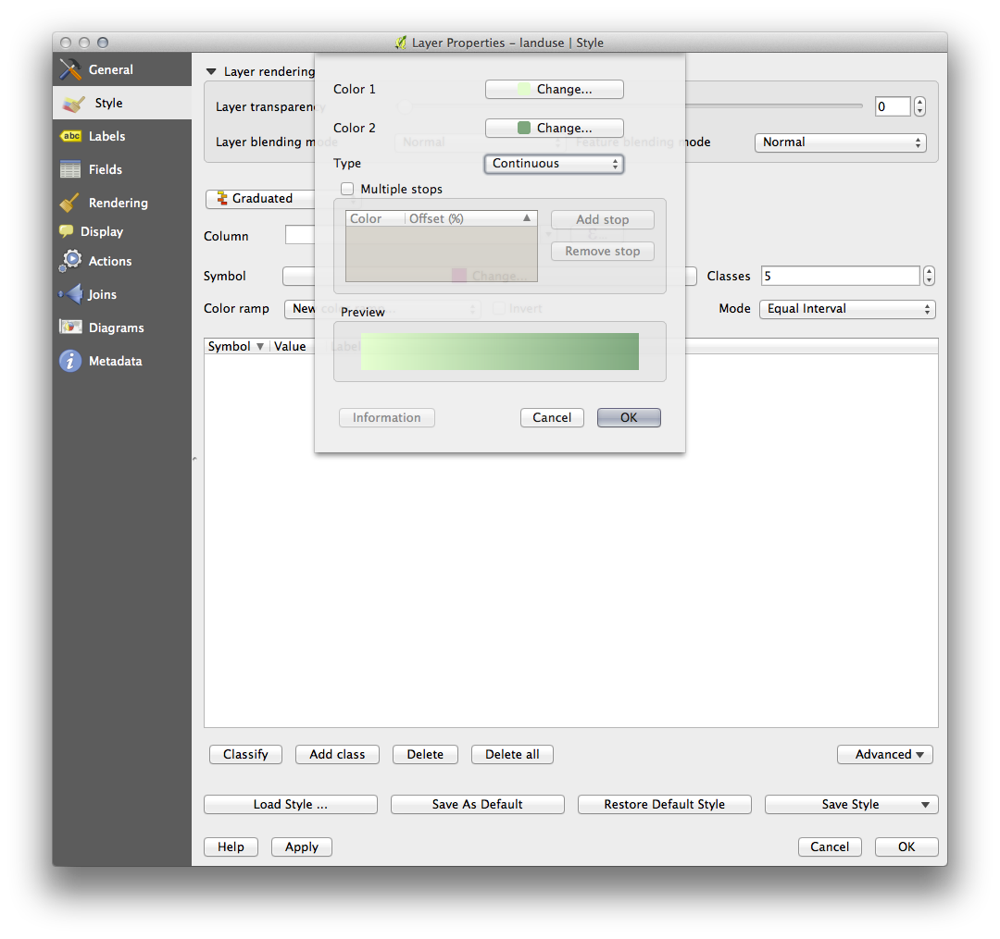 Layer Properties - landuse | Style
General
Style
Labels
Fields
Rendering
Display
Actions
Joins
Diagrams
Metadata
abc
Layer rendering
Layer transparency
0
Layer blending mode
Normal
Feature blending mode
Normal
Graduated
Column
Symbol
Change...
Classes
5
Color ramp
New color ramp...
Invert
Mode
Equal Interval
Symbol
Value
Label
Color 1
Change...
Color 2
Change...
Type
Continuous
Multiple stops
Color
Offset (%)
Add stop
Remove stop
Preview
Information
Cancel
OK
Classify
Add class
Delete
Delete all
Advanced
Load Style ...
Save As Default
Restore Default Style
Save Style
Help
Apply
Cancel
OK